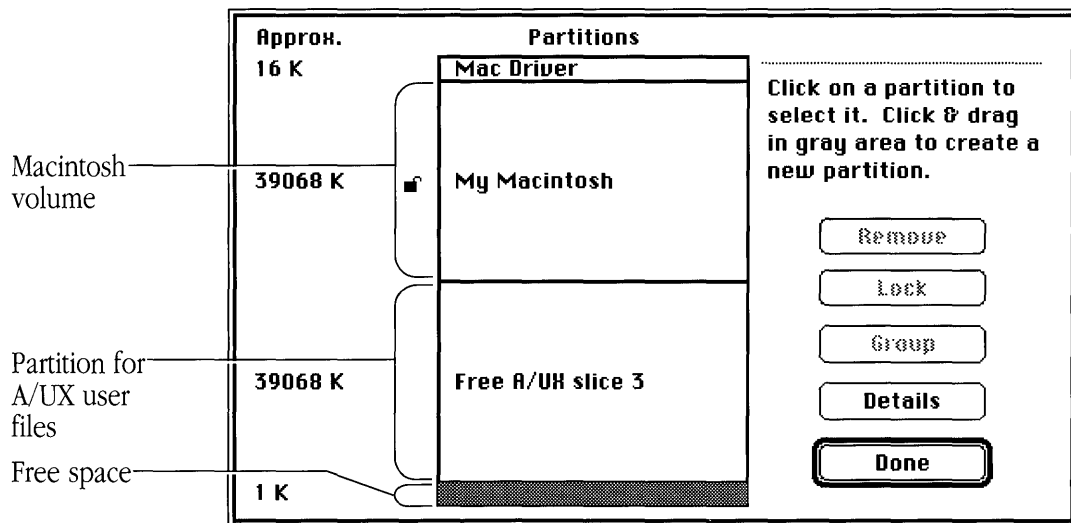 Approx.
Partitions
16 K
Mac Driver
Click on a partition to
select it. Click & drag
in gray area to create a
new partition.
Macintosh
volume
39068 K
My Macintosh
Remove
Lock
Group
Partition for
A/UX user
files
39068 K
Free A/UX slice 3
Details
Done
Free space
1 K